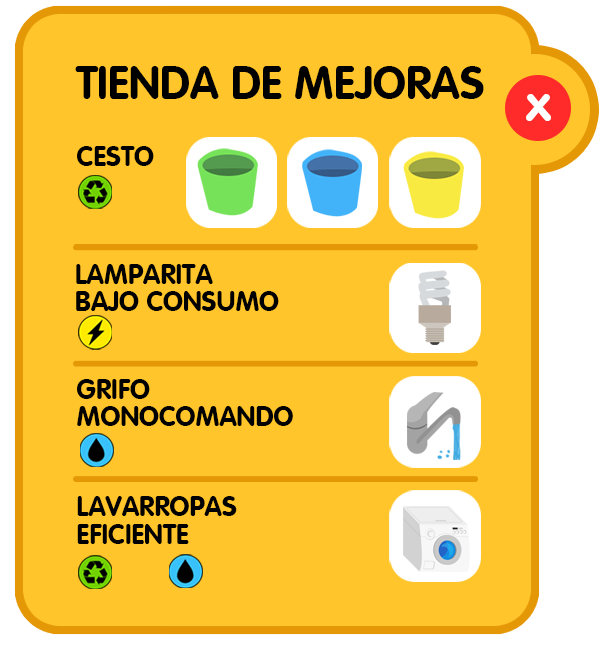 TIENDA DE MEJORAS
X
CESTO
LAMPARITA
BAJO CONSUMO
GRIFO
MONOCOMANDO
LAVARROPAS
EFICIENTE